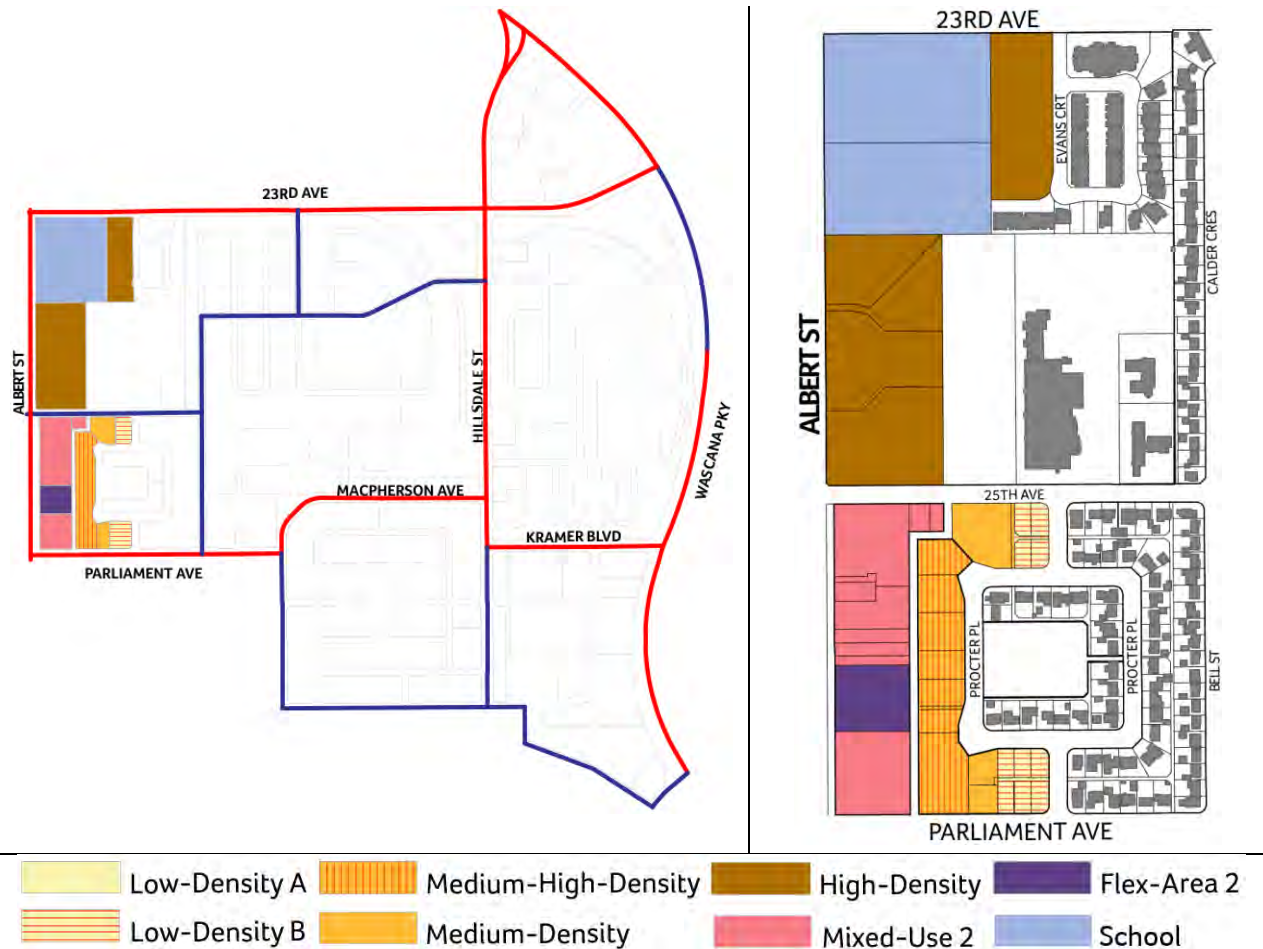 23RD AVE
ALBERT ST
HILLSDALE ST
WASCANA PKY
MACPHERSON AVE
KRAMER BLVD
PARLIAMENT AVE
23RD AVE
EVANS CRT
CALDER CRES
ALBERT ST
25TH AVE
PROCTER PL
PROCTER PL
BELL ST
PARLIAMENT AVE
Low-Density A
Medium-High-Density
High-Density
Flex-Area 2
Low-Density B
Medium-Density
Mixed-Use 2
School